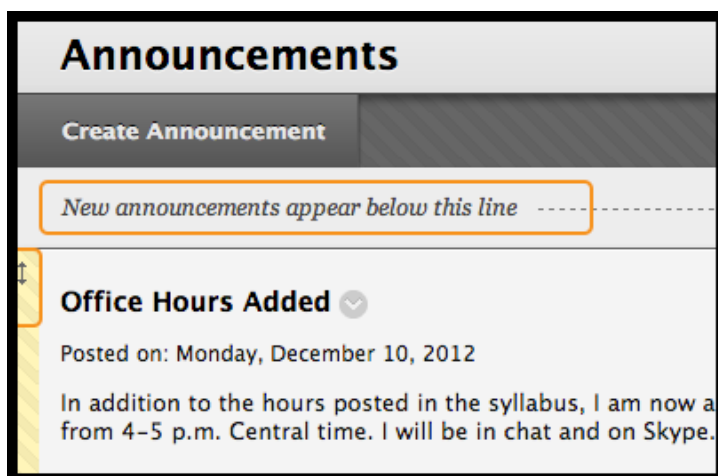 Announcements
Create Announcement
New announcements appear below this line
Office Hours Added
Posted on: Monday, December 10, 2012
In addition to the hours posted in the syllabus, I am now a
from 4–5 p.m. Central time. I will be in chat and on Skype.